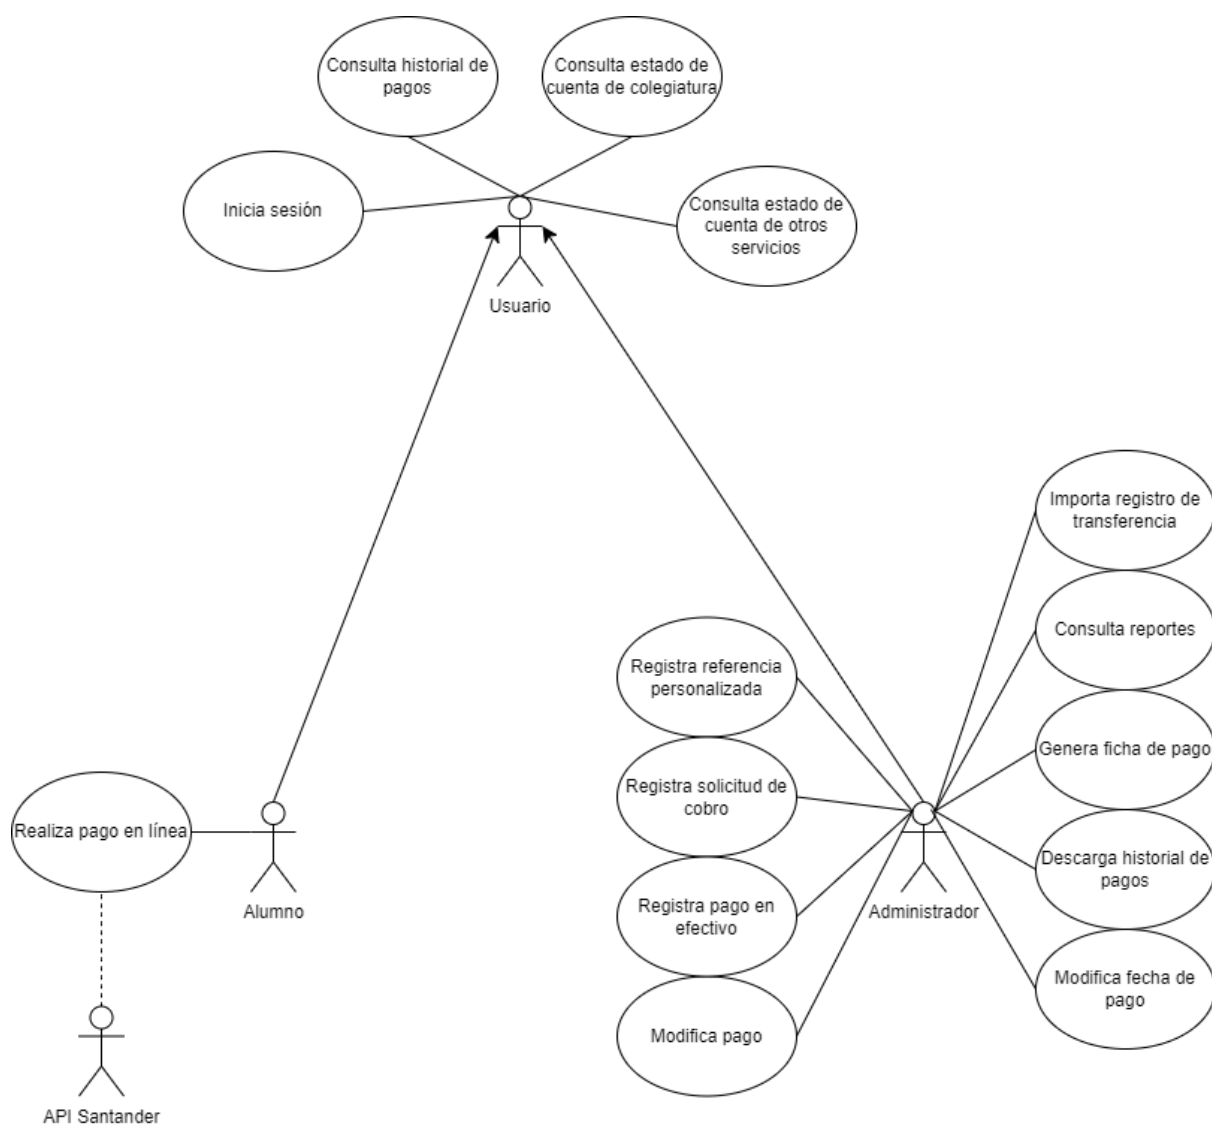 Consulta historial de
pagos
Consulta estado de
cuenta de colegiatura
Inicia sesión
Consulta estado de
cuenta de otros
servicios
Usuario
Importa registro de
transferencia
Consulta reportes
Registra referencia
personalizada
Genera ficha de pago
Registra solicitud de
cobro
Realiza pago en línea
Descarga historial de
pagos
Alumno
Administrador
Registra pago en
efectivo
Modifica fecha de
pago
Modifica pago
API Santander